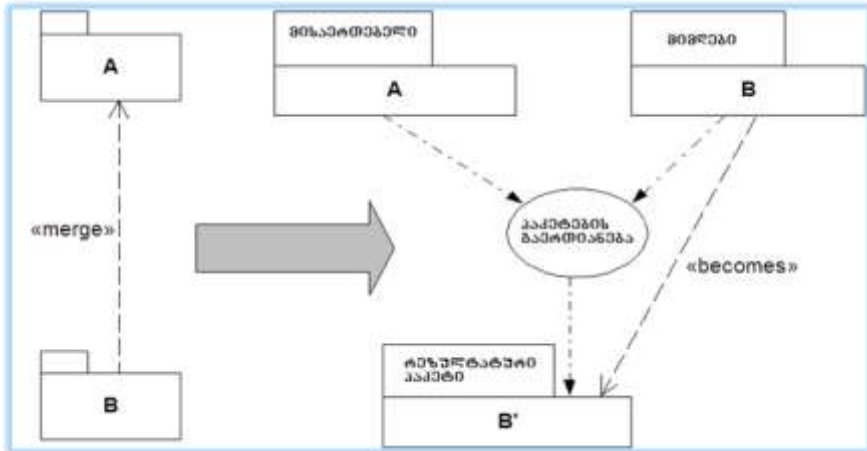 A
«merge»
B
მისაერთებელი
A
მიმღები
B
პაკეტების
გაერთიანება
«becomes»
რეზულტატური
პაკეტი
B'